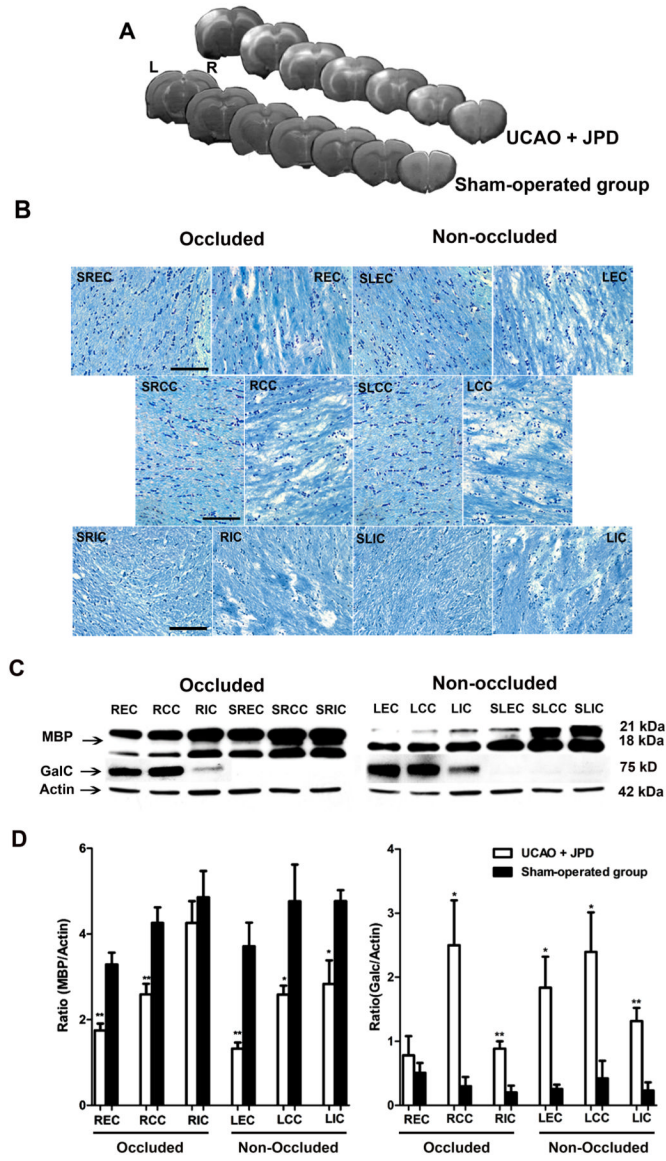 A
L
R
UCAO + JPD
Sham-operated group
B
Occluded
Non-occluded
SREC
REC
SLEC
LEC
SRCC
RCC
SLCC
LCC
SRIC
RIC
SLIC
LIC
C
Occluded
Non-occluded
REC RCC RIC SREC SRCC SRIC
LEC LCC LIC SLEC SLCC SLIC
MBP
21 kDa
18 kDa
GalC
75 kD
Actin
42 kDa
D
UCAO + JPD
Sham-operated group
Ratio (MBP/Actin)
6
4
2
0
** ** ** * *
REC RCC RIC LEC LCC LIC
Occluded Non-Occluded
Ratio(Galc/Actin)
4
3
2
1
0
* ** * * **
REC RCC RIC LEC LCC LIC
Occluded Non-Occluded